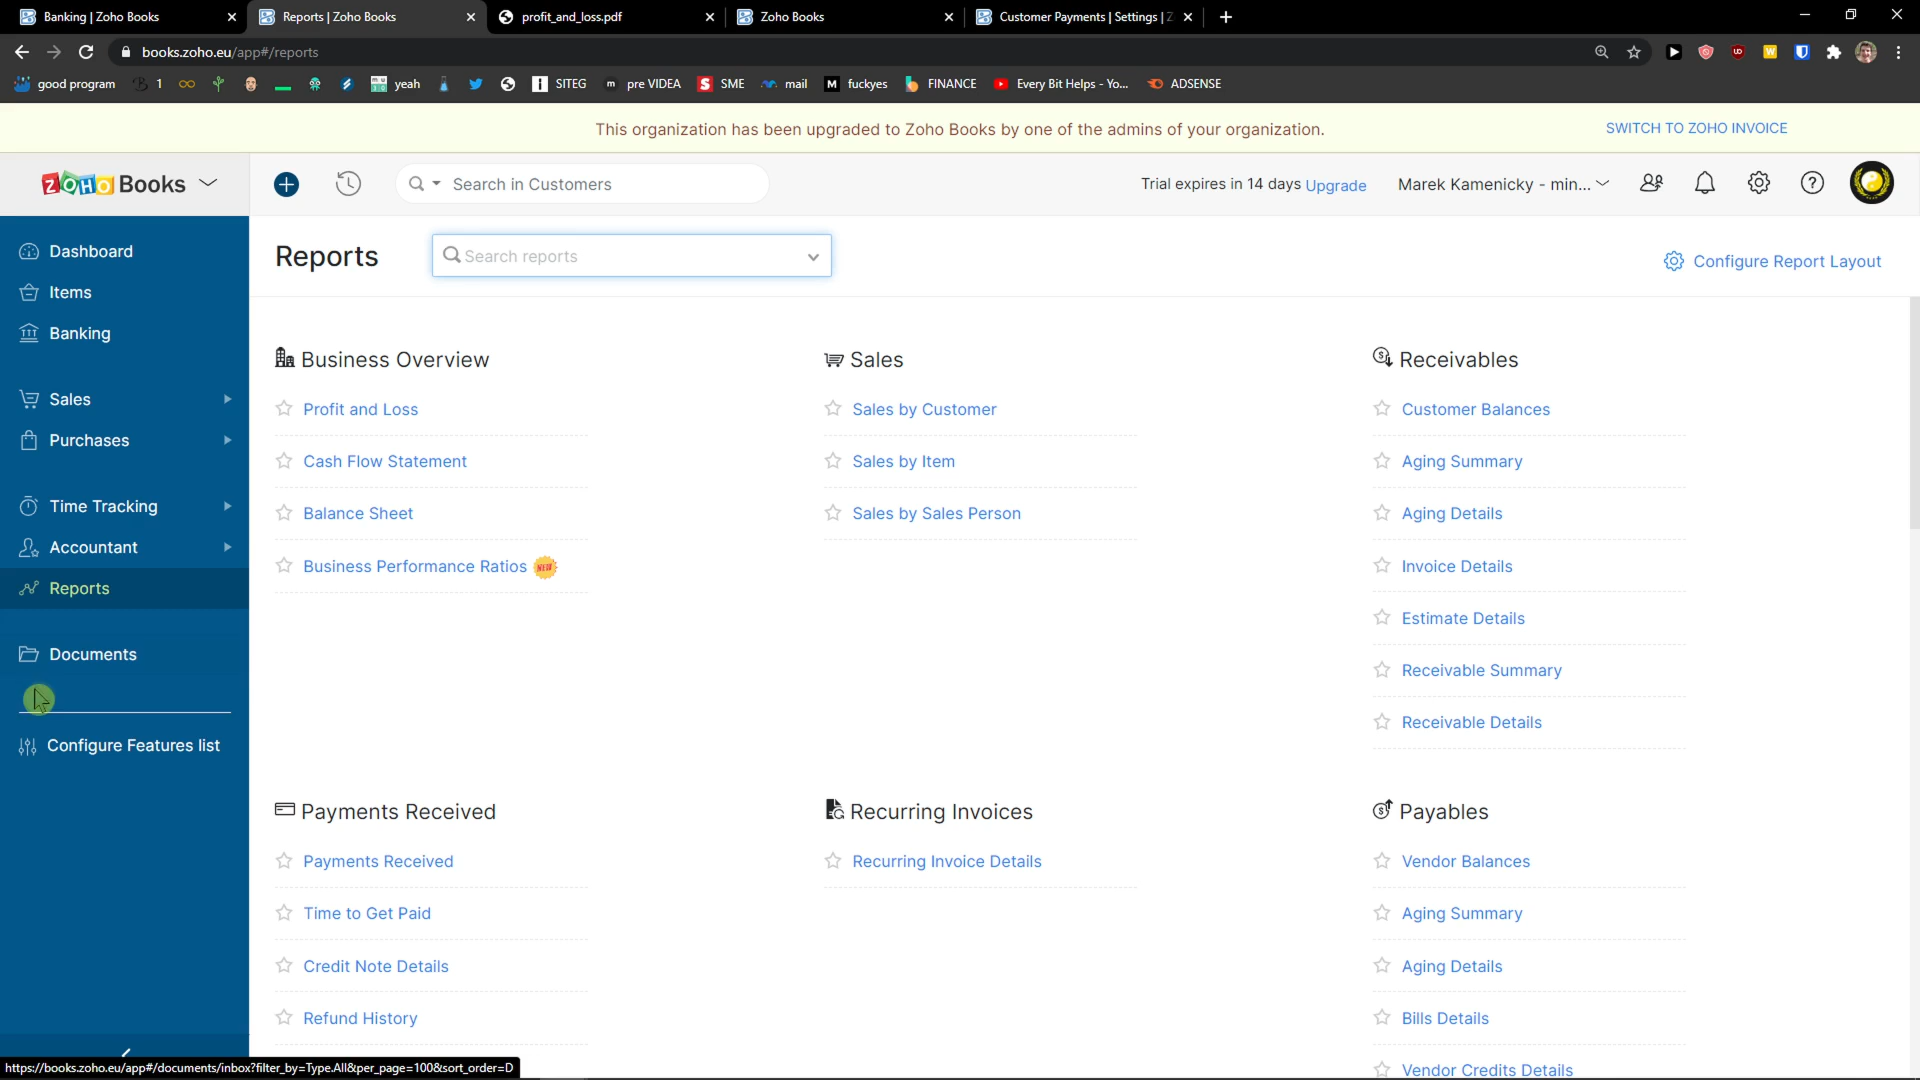 Banking | Zoho Books
Reports | Zoho Books
profit_and_loss.pdf
Zoho Books
Customer Payments | Settings | Z
books.zoho.eu/app#/reports
good program
1
yeah
SITEG
pre VIDEA
SME
mail
fuckyes
FINANCE
Every Bit Helps - Yo...
ADSENSE
This organization has been upgraded to Zoho Books by one of the admins of your organization.
SWITCH TO ZOHO INVOICE
ZOHO Books
Search in Customers
Trial expires in 14 days Upgrade
Marek Kamenicky - min...
Dashboard
Items
Banking
Sales
Purchases
Time Tracking
Accountant
Reports
Documents
Configure Features list
Reports
Search reports
Configure Report Layout
Business Overview
Profit and Loss
Cash Flow Statement
Balance Sheet
Business Performance Ratios NEW
Sales
Sales by Customer
Sales by Item
Sales by Sales Person
Receivables
Customer Balances
Aging Summary
Aging Details
Invoice Details
Estimate Details
Receivable Summary
Receivable Details
Payments Received
Payments Received
Time to Get Paid
Credit Note Details
Refund History
Recurring Invoices
Recurring Invoice Details
Payables
Vendor Balances
Aging Summary
Aging Details
Bills Details
Vendor Credits Details
https://books.zoho.eu/app#/documents/inbox?filter_by=Type.All&per_page=100&sort_order=D